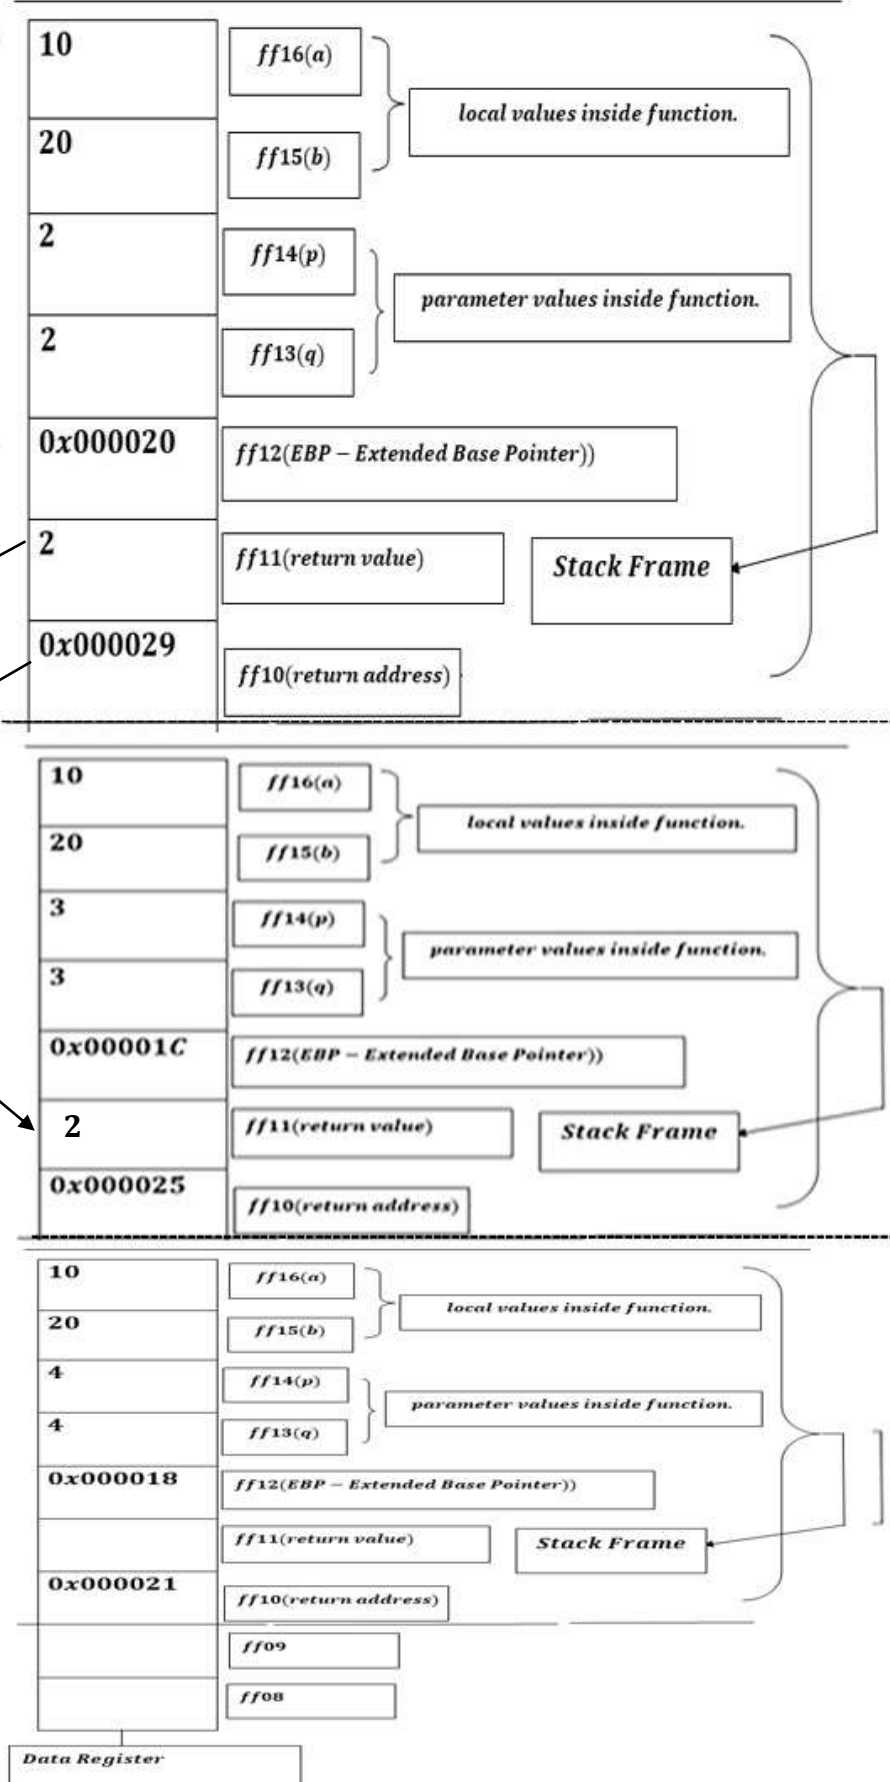 10
ff16(a)
local values inside function.
20
ff15(b)
2
ff14(p)
parameter values inside function.
2
ff13(q)
0x000020
ff12(EBP – Extended Base Pointer))
2
ff11(return value)
Stack Frame
0x000029
ff10(return address)
10
ff16(a)
local values inside function.
20
ff15(b)
3
ff14(p)
parameter values inside function.
3
ff13(q)
0x00001C
ff12(EBP – Extended Base Pointer))
2
ff11(return value)
Stack Frame
0x000025
ff10(return address)
10
ff16(a)
local values inside function.
20
ff15(b)
4
ff14(p)
parameter values inside function.
4
ff13(q)
0x000018
ff12(EBP – Extended Base Pointer))
ff11(return value)
Stack Frame
0x000021
ff10(return address)
ff09
ff08
Data Register